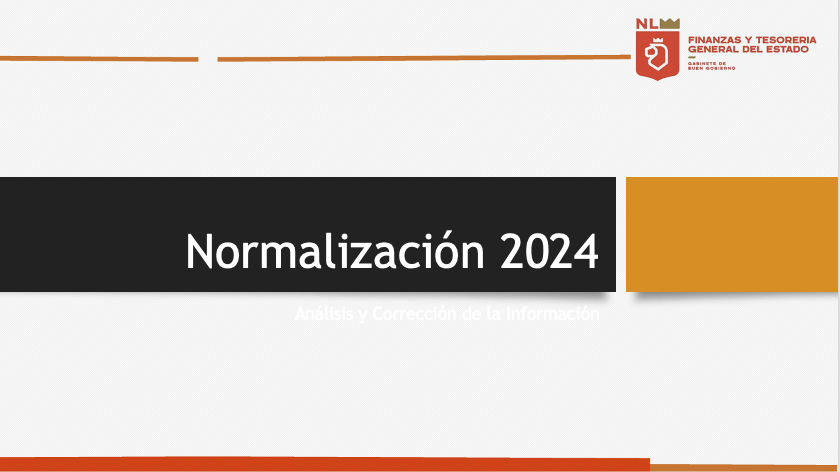 NL
FINANZAS Y TESORERIA
GENERAL DEL ESTADO
GABINETE DE
BUEN GOBIERNO
Normalización 2024
Análisis y Corrección de la Información